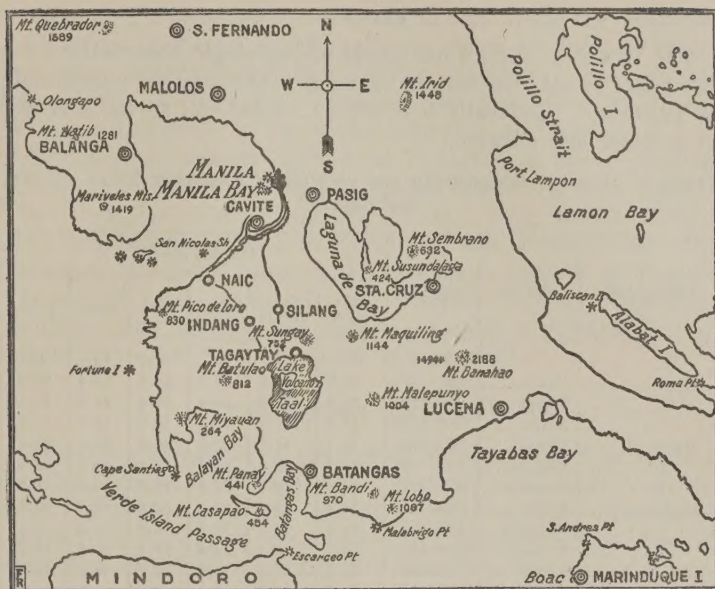 Mt. Quebrador
1589
S. FERNANDO
N
W
E
S
Mt. Irid
1448
Polillo Strait
Polillo I
MALOLOS
Olongapo
Mt. Natib 1281
BALANGA
Mariveles Mts.
1419
MANILA
MANILA BAY
CAVITE
PASIG
Port Lampon
Lamon Bay
San Nicolas Sh.
Laguna de Bay
Mt. Sembrano
632
Mt. Susundalaga
424
STA. CRUZ
NAIC
Mt. Pico de Loro
830
INDANG
SILANG
Mt. Sungay
752
Mt. Maquiling
1144
Baliscan I
Alabat I
TAGAYTAY
Lake
Volcano I
Taal
Mt. Batulao
812
2188
Mt. Banahao
Fortune I
Mt. Malepunyo
1004
LUCENA
Roma Pt
Mt. Miyauan
264
Balayan Bay
Tayabas Bay
Cape Santiago
Mt. Panay
441
BATANGAS
Batangas Bay
Mt. Bandi
970
Mt. Lobo
1087
Mt. Casapao
454
Verde Island Passage
Malabrigo Pt
S. Andres Pt
Escarceo Pt
MINDORO
Boac
MARINDUQUE I